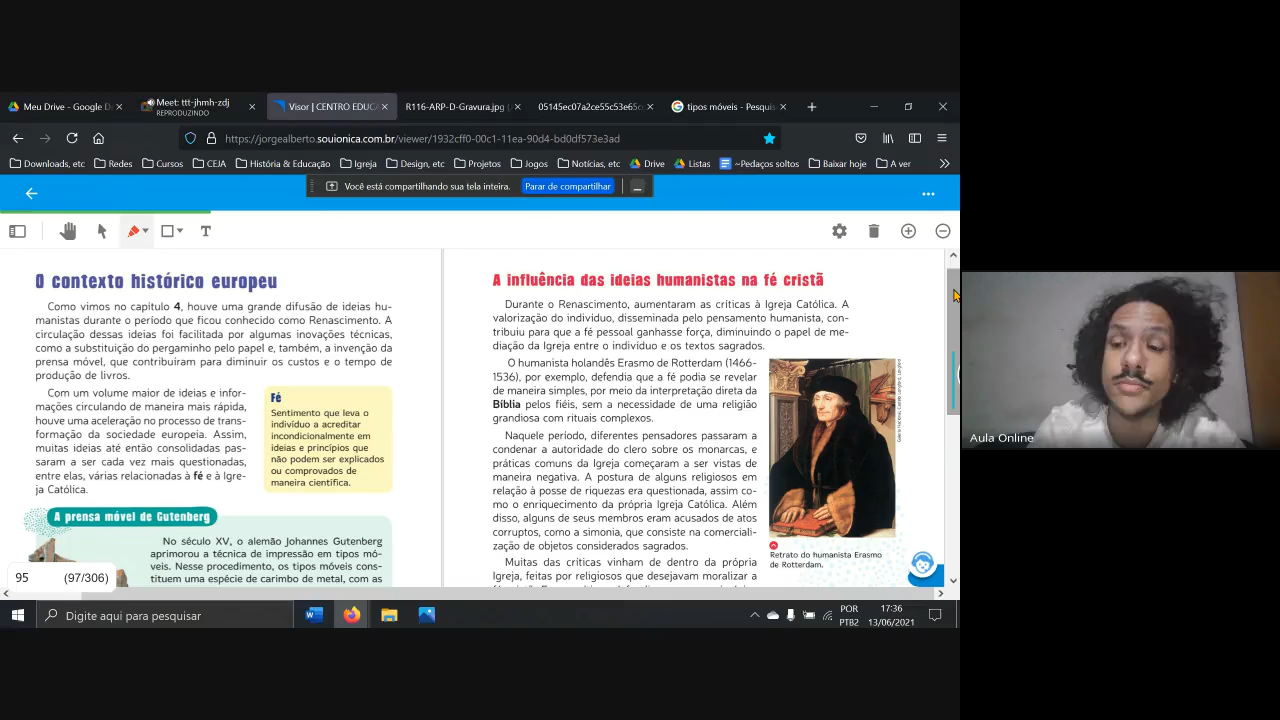 Meu Drive - Google D
Meet: ttt-jhmh-zdj
REPRODUZINDO
Visor | CENTRO EDUCA
R116-ARP-D-Gravura.jpg (
05145ec07a2ce55c53e65c
tipos móveis - Pesquis
https://jorgealberto.souionica.com.br/viewer/1932cff0-00c1-11ea-90d4-bd0df573e3ad
Downloads, etc
Redes
Cursos
CEJA
História & Educação
Igreja
Design, etc
Projetos
Jogos
Notícias, etc
Drive
Listas
~Pedaços soltos
Baixar hoje
A ver
Você está compartilhando sua tela inteira.
Parar de compartilhar
T
O contexto histórico europeu
Como vimos no capítulo 4, houve uma grande difusão de ideias hu-
manistas durante o período que ficou conhecido como Renascimento. A
circulação dessas ideias foi facilitada por algumas inovações técnicas,
como a substituição do pergaminho pelo papel e, também, a invenção da
prensa móvel, que contribuíram para diminuir os custos e o tempo de
produção de livros.
Com um volume maior de ideias e infor-
mações circulando de maneira mais rápida,
houve uma aceleração no processo de trans-
formação da sociedade europeia. Assim,
muitas ideias até então consolidadas pas-
saram a ser cada vez mais questionadas,
entre elas, várias relacionadas à fé e à Igre-
ja Católica.
Fé
Sentimento que leva o
indivíduo a acreditar
incondicionalmente em
ideias e princípios que
não podem ser explicados
ou comprovados de
maneira científica.
A prensa móvel de Gutenberg
No século XV, o alemão Johannes Gutenberg
aprimorou a técnica de impressão em tipos mó-
veis. Nesse procedimento, os tipos móveis cons-
tituem uma espécie de carimbo de metal, com as
95
(97/306)
A influência das ideias humanistas na fé cristã
Durante o Renascimento, aumentaram as críticas à Igreja Católica. A
valorização do indivíduo, disseminada pelo pensamento humanista, con-
tribuiu para que a fé pessoal ganhasse força, diminuindo o papel de me-
diação da Igreja entre o indivíduo e os textos sagrados.
O humanista holandês Erasmo de Rotterdam (1466-
1536), por exemplo, defendia que a fé podia se revelar
de maneira simples, por meio da interpretação direta da
Bíblia pelos fiéis, sem a necessidade de uma religião
grandiosa com rituais complexos.
Naquele período, diferentes pensadores passaram a
condenar a autoridade do clero sobre os monarcas, e
práticas comuns da Igreja começaram a ser vistas de
maneira negativa. A postura de alguns religiosos em
relação à posse de riquezas era questionada, assim co-
mo o enriquecimento da própria Igreja Católica. Além
disso, alguns de seus membros eram acusados de atos
corruptos, como a simonia, que consiste na comerciali-
zação de objetos considerados sagrados.
Muitas das críticas vinham de dentro da própria
Igreja, feitas por religiosos que desejavam moralizar a
Retrato do humanista Erasmo
de Rotterdam.
Aula Online
Digite aqui para pesquisar
POR
PTB2
17:36
13/06/2021